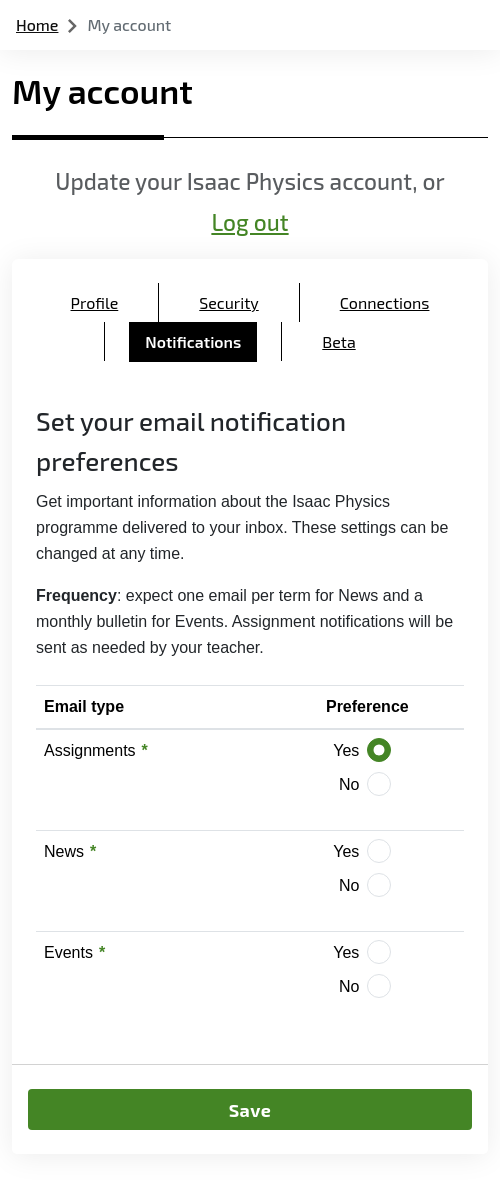 Home > My account
My account
Update your Isaac Physics account, or
Log out
Profile Security Connections
Notifications Beta
Set your email notification
preferences
Get important information about the Isaac Physics
programme delivered to your inbox. These settings can be
changed at any time.
Frequency: expect one email per term for News and a
monthly bulletin for Events. Assignment notifications will be
sent as needed by your teacher.
Email type Preference
Assignments * Yes
No
News * Yes
No
Events * Yes
No
Save